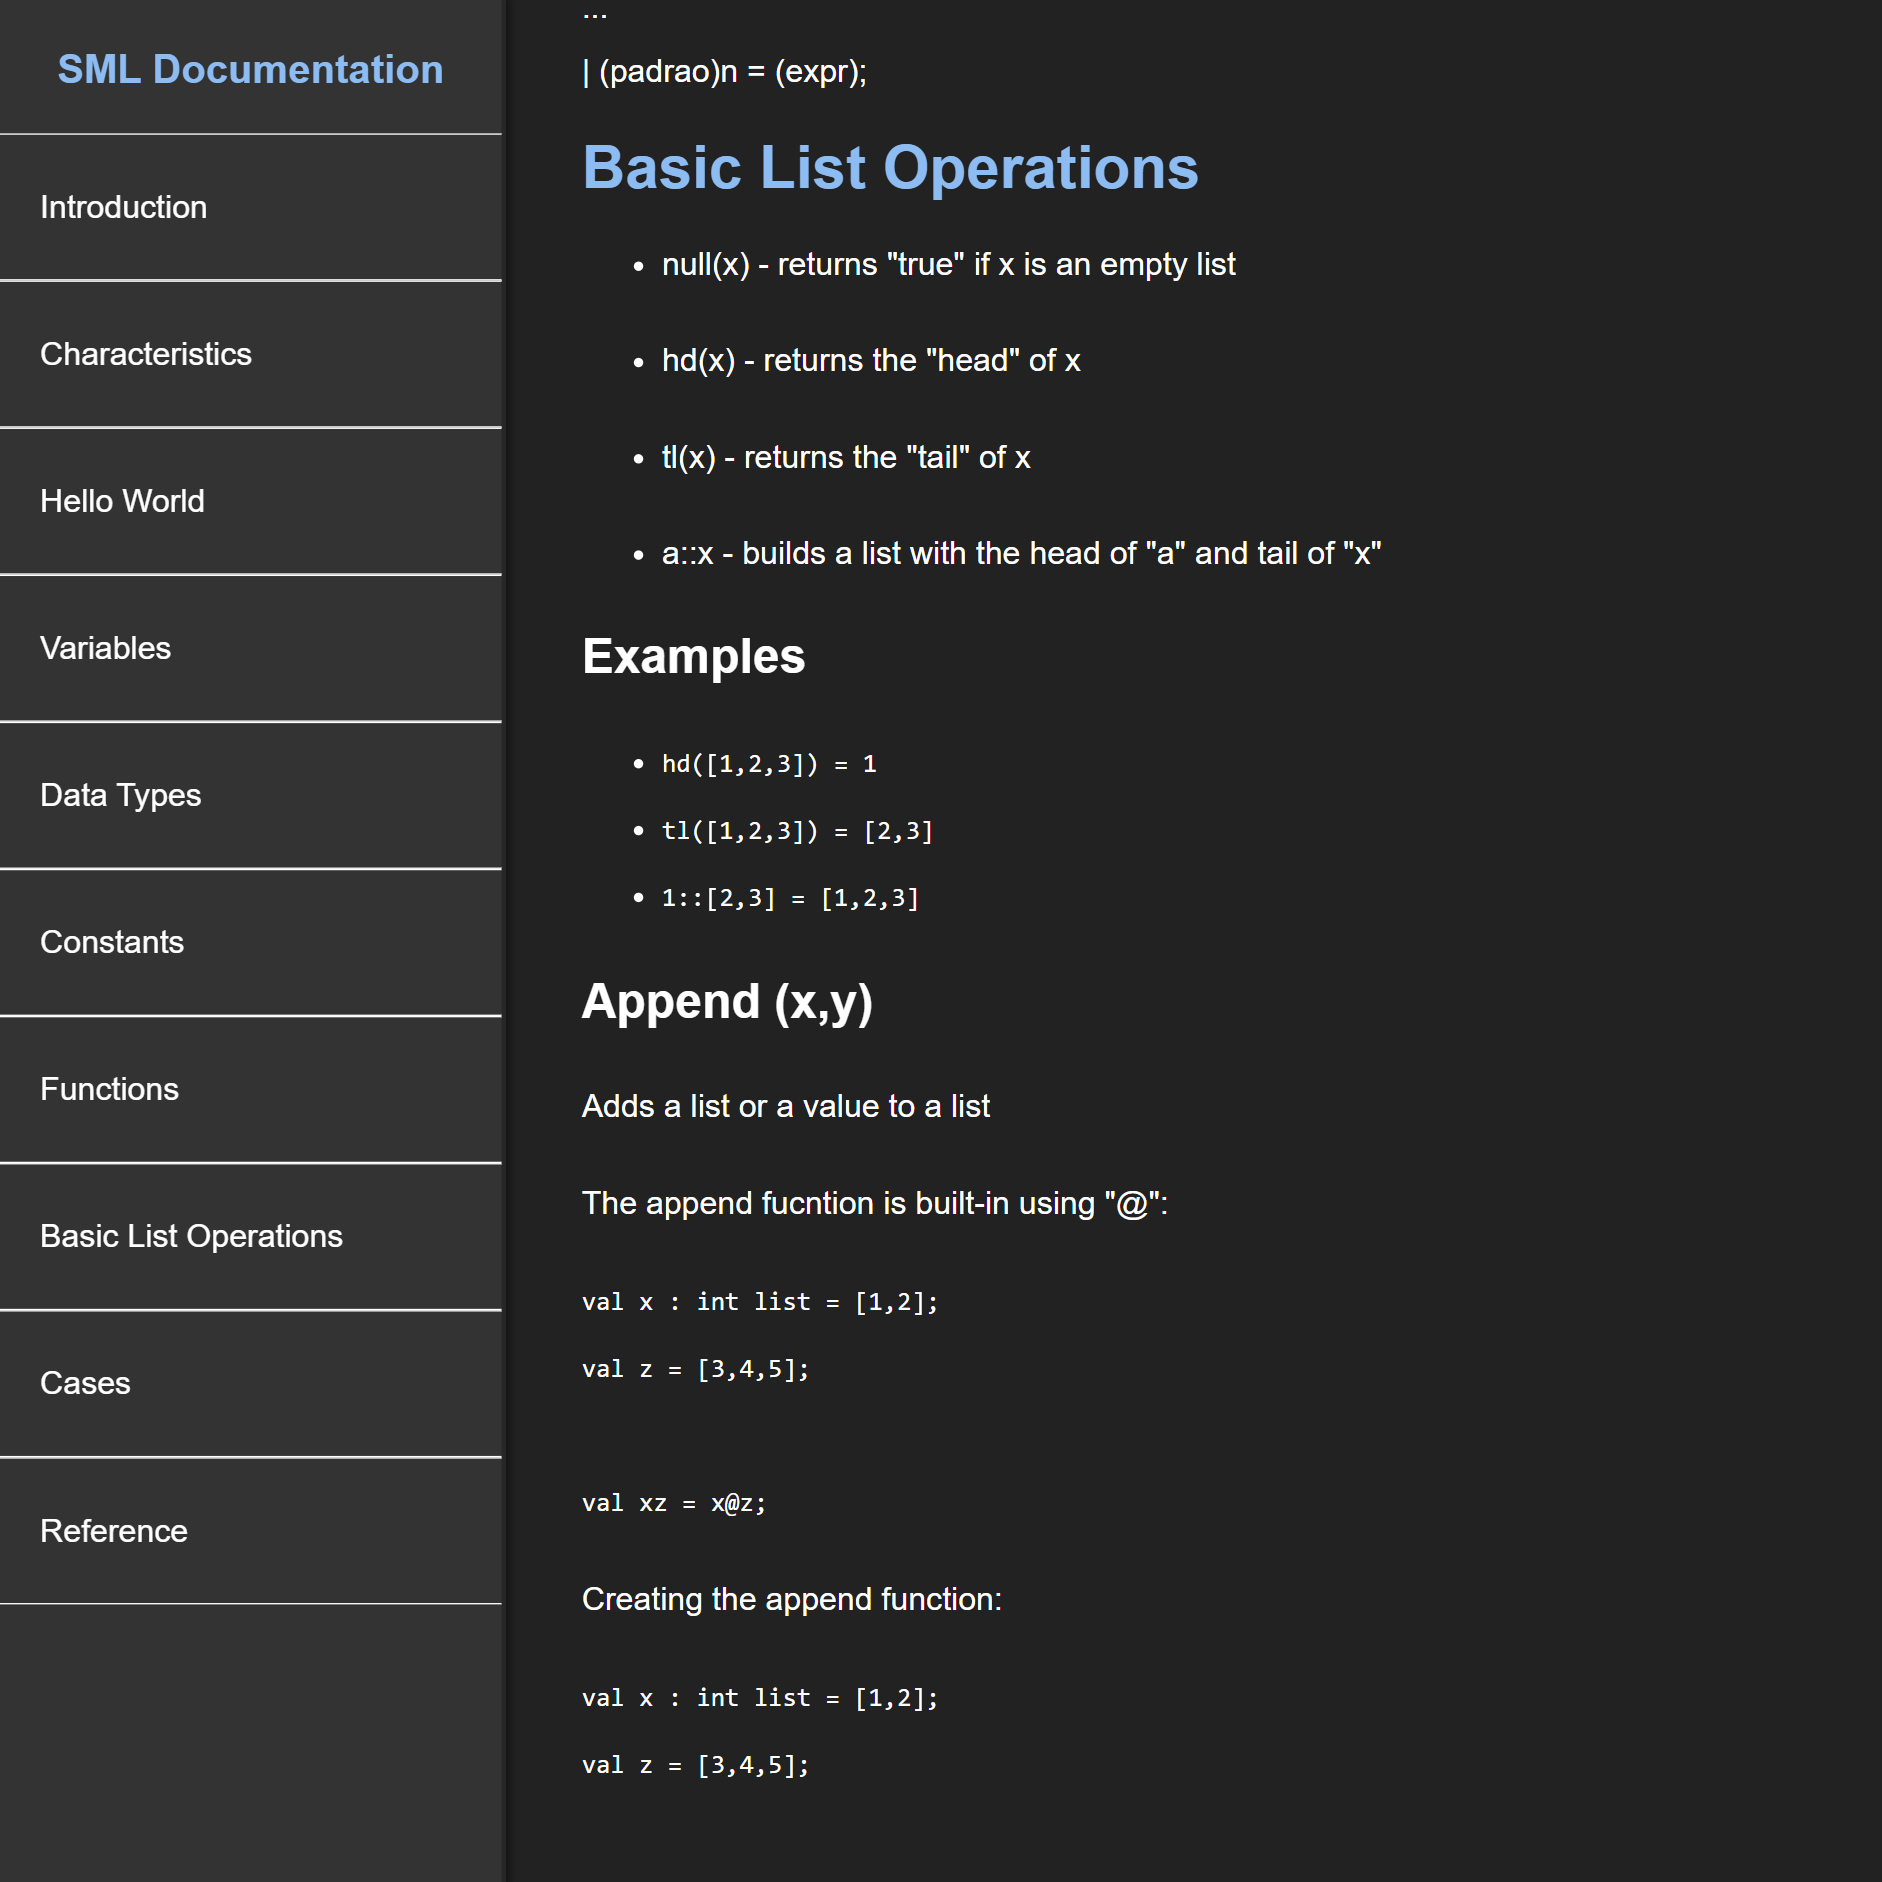 SML Documentation
Introduction
Characteristics
Hello World
Variables
Data Types
Constants
Functions
Basic List Operations
Cases
Reference
...
| (padrao)n = (expr);
Basic List Operations
• null(x) - returns "true" if x is an empty list
• hd(x) - returns the "head" of x
• tl(x) - returns the "tail" of x
• a::x - builds a list with the head of "a" and tail of "x"
Examples
• hd([1,2,3]) = 1
• tl([1,2,3]) = [2,3]
• 1::[2,3] = [1,2,3]
Append (x,y)
Adds a list or a value to a list
The append fucntion is built-in using "@":
val x : int list = [1,2];
val z = [3,4,5];
val xz = x@z;
Creating the append function:
val x : int list = [1,2];
val z = [3,4,5];